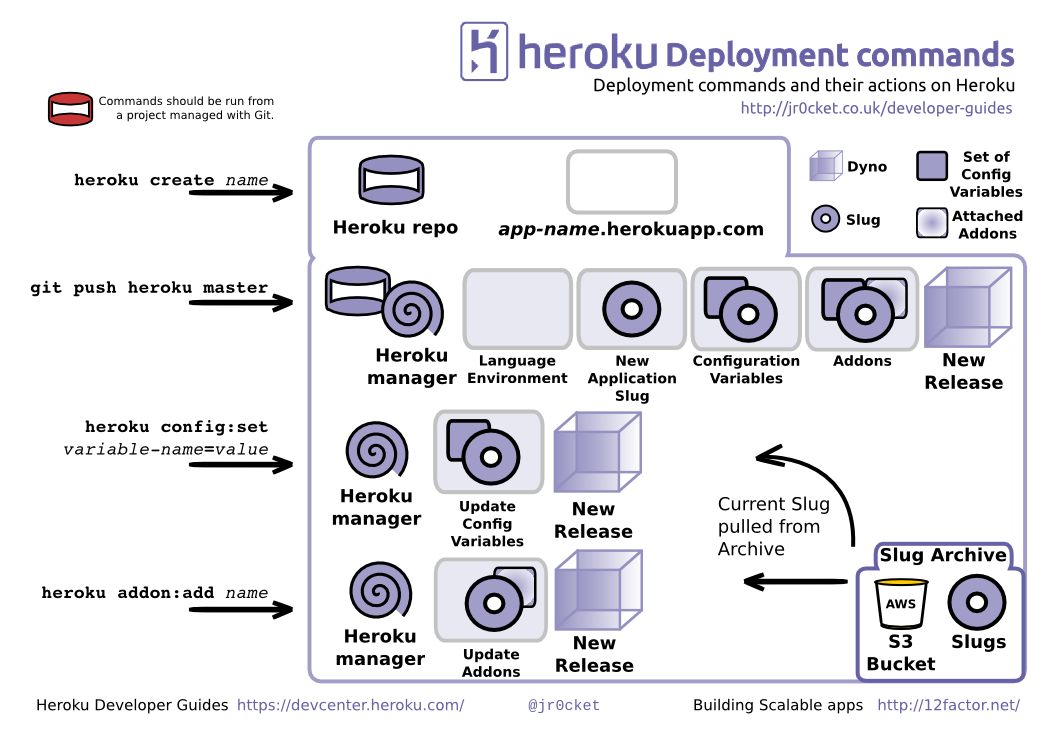 heroku Deployment commands
Deployment commands and their actions on Heroku
http://jr0cket.co.uk/developer-guides
Commands should be run from
a project managed with Git.
heroku create name
Heroku repo
app-name.herokuapp.com
Dyno
Set of
Config
Variables
Slug
Attached
Addons
git push heroku master
Heroku
manager
Language
Environment
New
Application
Slug
Configuration
Variables
Addons
New
Release
heroku config:set
variable-name=value
Heroku
manager
Update
Config
Variables
New
Release
Current Slug
pulled from
Archive
heroku addon:add name
Heroku
manager
Update
Addons
New
Release
Slug Archive
AWS
S3
Bucket
Slugs
Heroku Developer Guides https://devcenter.heroku.com/
@jr0cket
Building Scalable apps http://12factor.net/